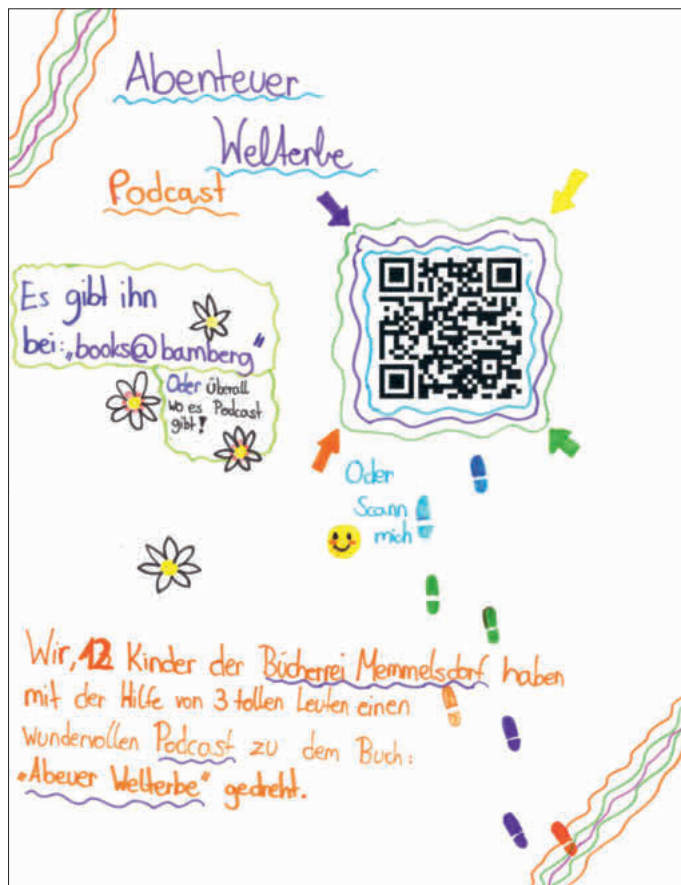 Abenteuer
Welterbe
Podcast
Es gibt ihn
bei: „books@bamberg"
Oder überall
wo es Podcast
gibt!
Oder
Scann
mich
Wir, 12 Kinder der Bücherrei Memmelsdorf haben
mit der Hilfe von 3 tollen Leuten einen
wundervollen Podcast zu dem Buch:
"Abeuer Welterbe" gedreht.